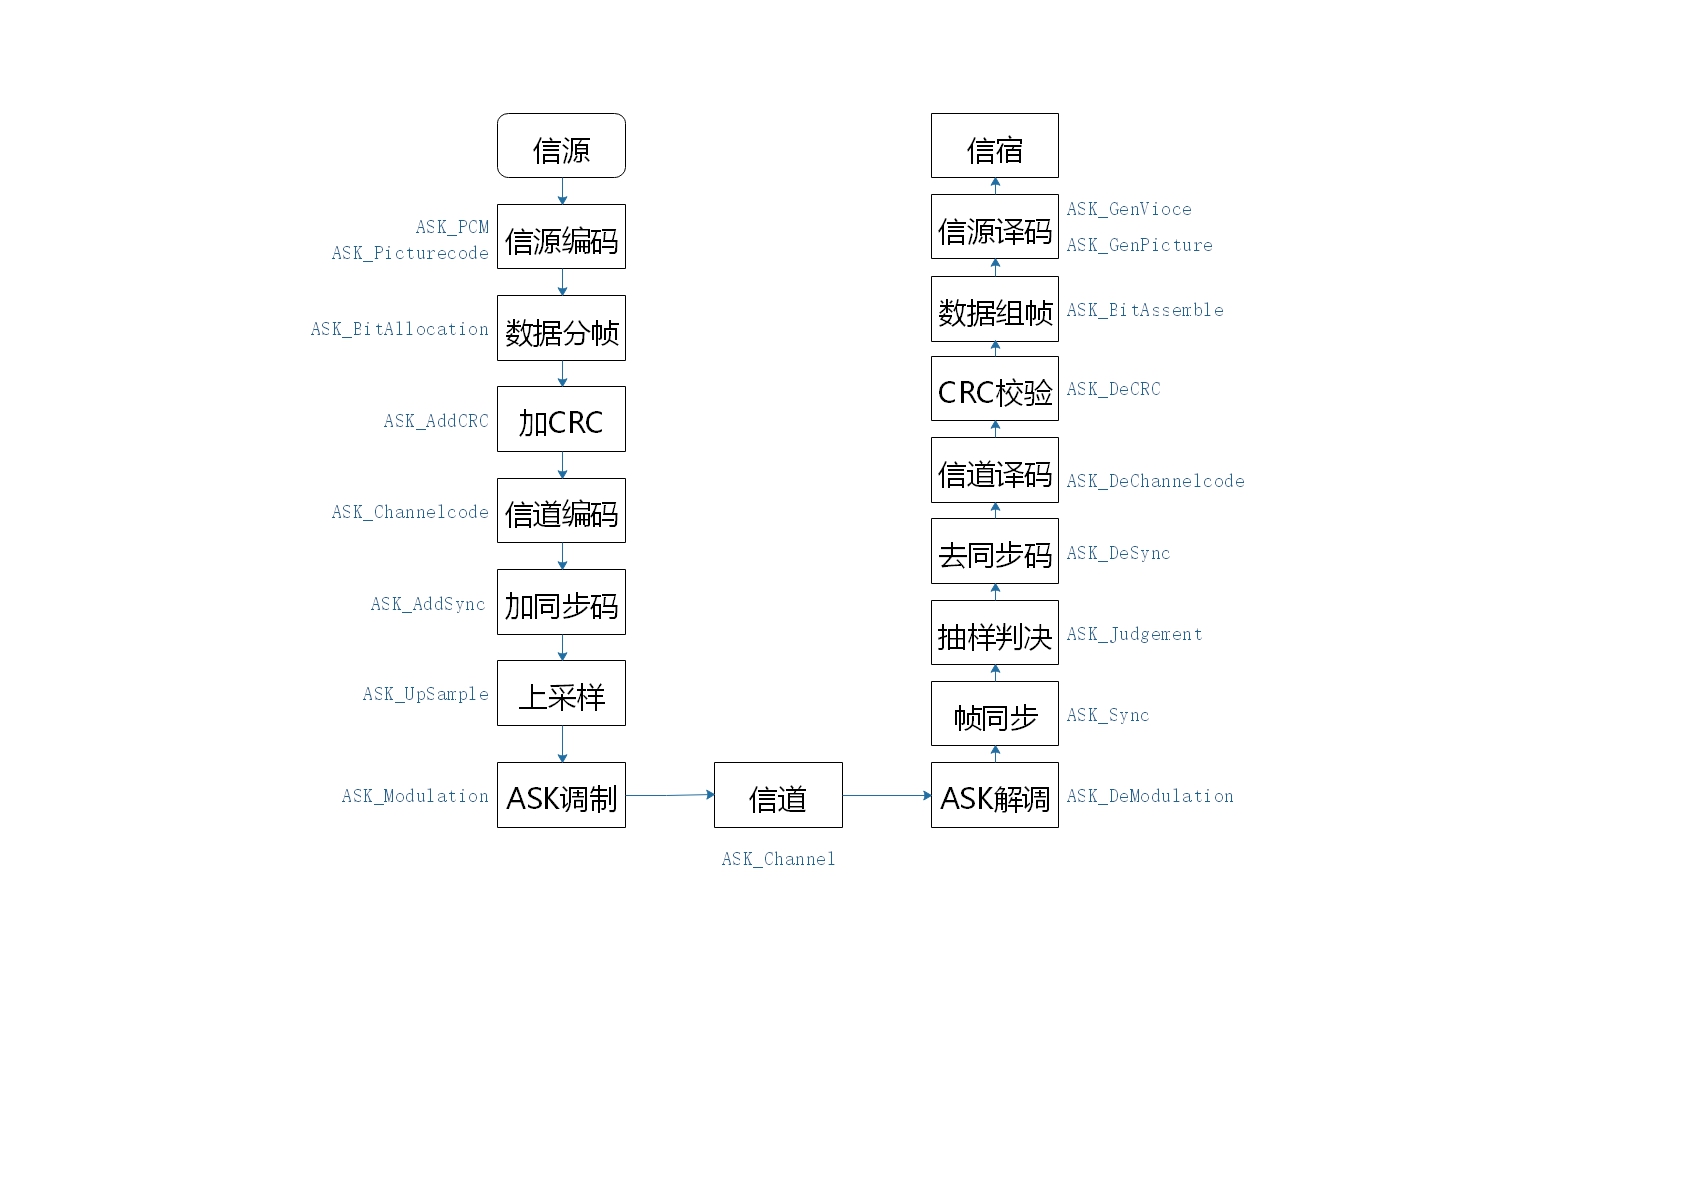 信源
ASK_PCM
ASK_Picturecode
信源编码
ASK_BitAllocation
数据分帧
ASK_AddCRC
加CRC
ASK_Channelcode
信道编码
ASK_AddSync
加同步码
ASK_UpSample
上采样
ASK_Modulation
ASK调制
信道
ASK_Channel
信宿
信源译码
ASK_GenVioce
ASK_GenPicture
数据组帧
ASK_BitAssemble
CRC校验
ASK_DeCRC
信道译码
ASK_DeChannelcode
去同步码
ASK_DeSync
抽样判决
ASK_Judgement
帧同步
ASK_Sync
ASK解调
ASK_DeModulation